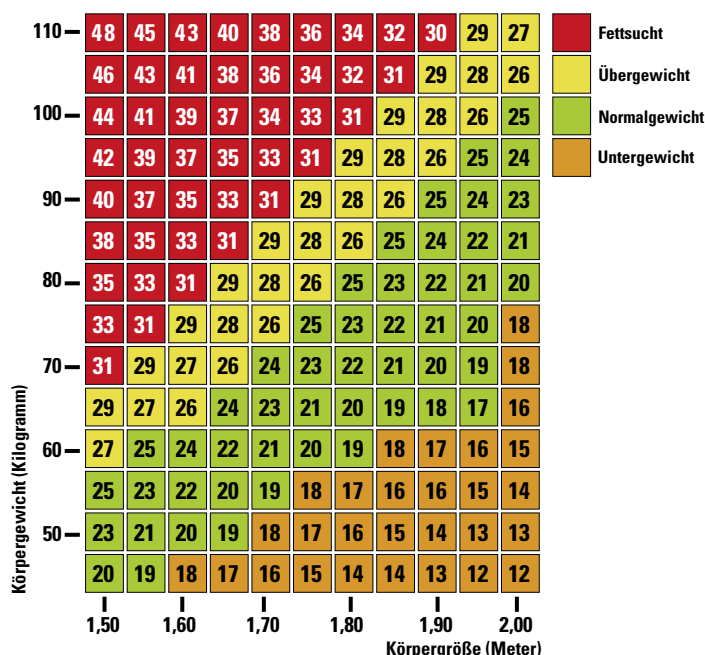 110 48 45 43 40 38 36 34 32 30 29 27 Fettsucht
46 43 41 38 36 34 32 31 29 28 26 Übergewicht
100 44 41 39 37 34 33 31 29 28 26 25 Normalgewicht
42 39 37 35 33 31 29 28 26 25 24 Untergewicht
90 40 37 35 33 31 29 28 26 25 24 23
38 35 33 31 29 28 26 25 24 22 21
80 35 33 31 29 28 26 25 23 22 21 20
33 31 29 28 26 25 23 22 21 20 18
70 31 29 27 26 24 23 22 21 20 19 18
29 27 26 24 23 21 20 19 18 17 16
60 27 25 24 22 21 20 19 18 17 16 15
25 23 22 20 19 18 17 16 16 15 14
50 23 21 20 19 18 17 16 15 14 13 13
20 19 18 17 16 15 14 14 13 12 12
Körpergewicht (Kilogramm)
1,50 1,60 1,70 1,80 1,90 2,00
Körpergröße (Meter)